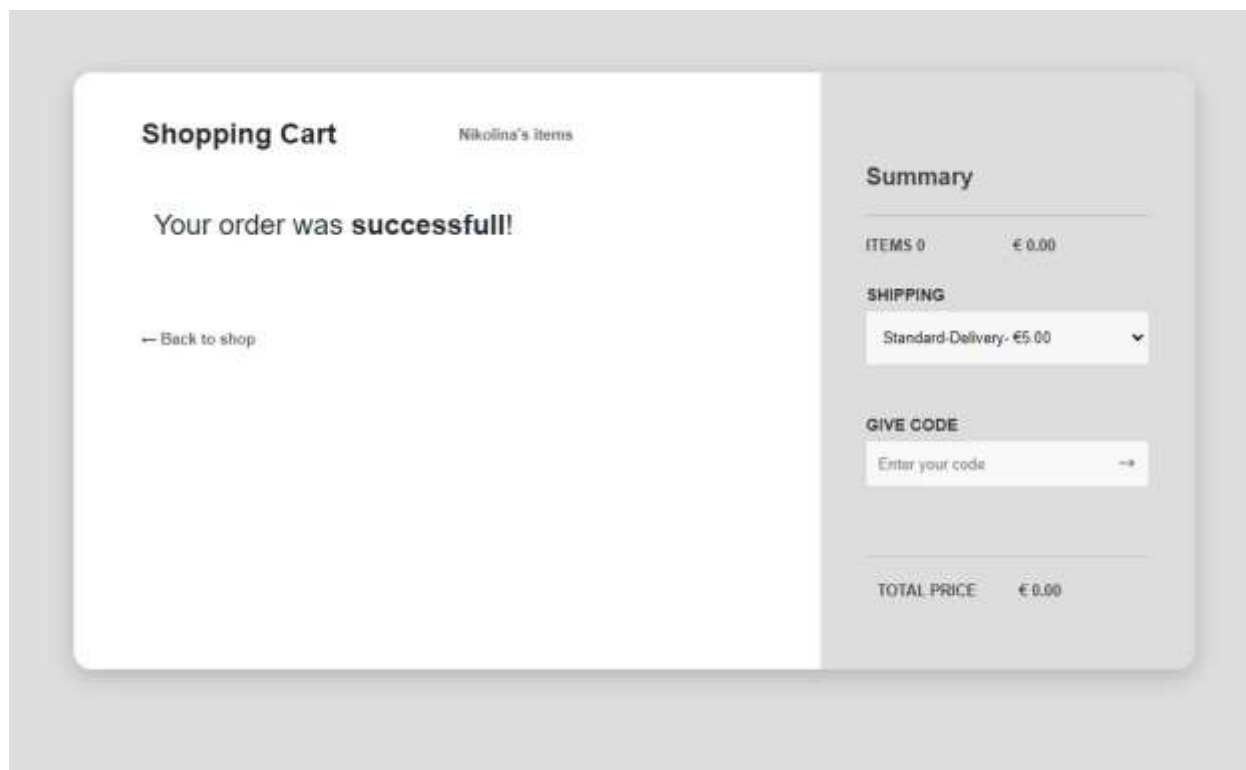 Shopping Cart
Nikolina's items
Your order was successfull!
← Back to shop
Summary
ITEMS 0 € 0.00
SHIPPING
Standard-Delivery- €5.00
GIVE CODE
Enter your code →
TOTAL PRICE € 0.00